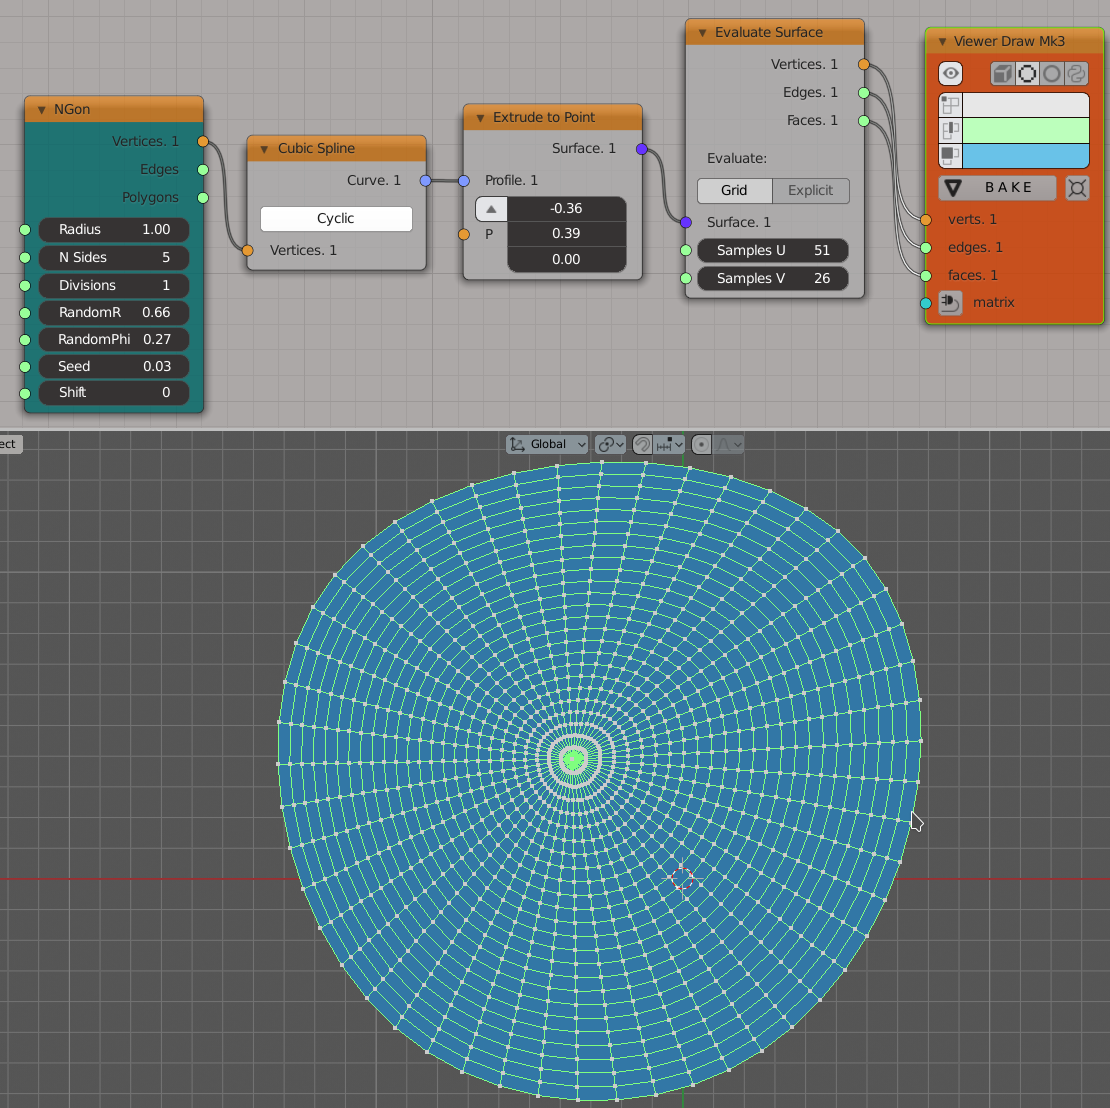 NGon
Vertices. 1
Edges
Polygons
Radius 1.00
N Sides 5
Divisions 1
RandomR 0.66
RandomPhi 0.27
Seed 0.03
Shift 0
Cubic Spline
Curve. 1
Cyclic
Vertices. 1
Extrude to Point
Surface. 1
Profile. 1
-0.36
P 0.39
0.00
Evaluate Surface
Vertices. 1
Edges. 1
Faces. 1
Evaluate:
Grid Explicit
Surface. 1
Samples U 51
Samples V 26
Viewer Draw Mk3
BAKE
verts. 1
edges. 1
faces. 1
matrix
ect
Global